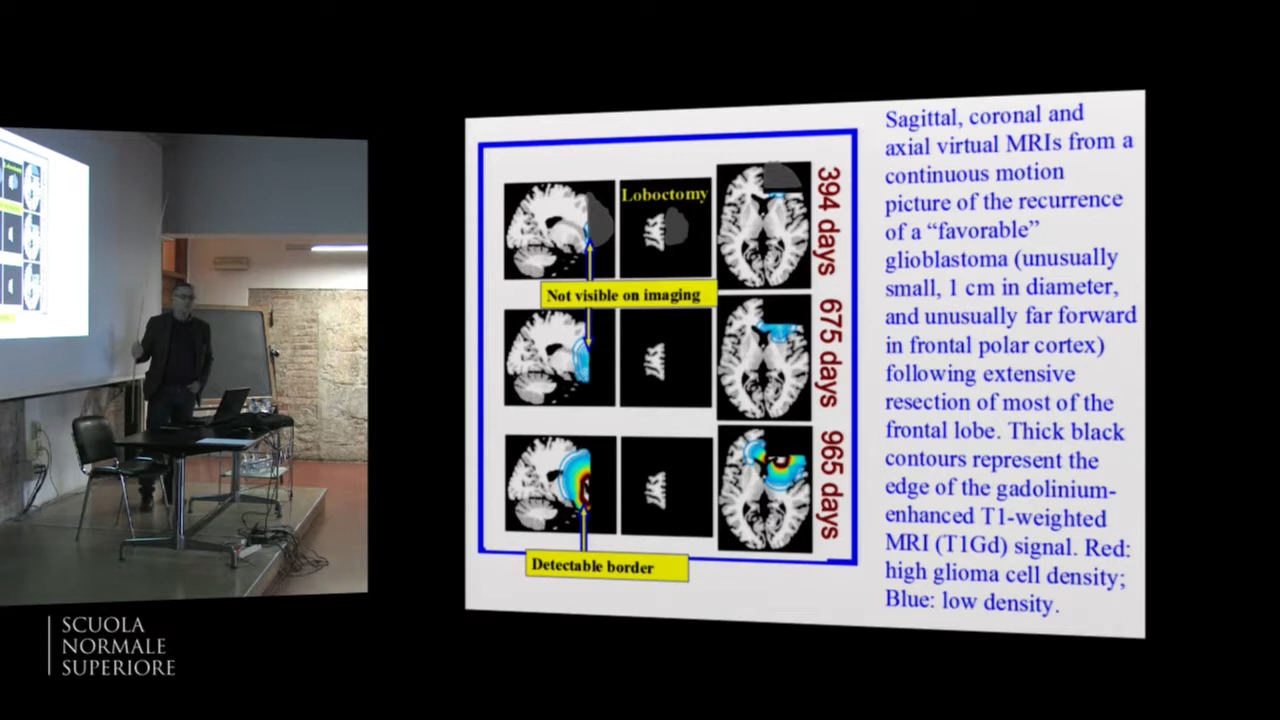 Loboctomy
394 days
Not visible on imaging
675 days
965 days
Detectable border
Sagittal, coronal and
axial virtual MRIs from a
continuous motion
picture of the recurrence
of a “favorable”
glioblastoma (unusually
small, 1 cm in diameter,
and unusually far forward
in frontal polar cortex)
following extensive
resection of most of the
frontal lobe. Thick black
contours represent the
edge of the gadolinium-
enhanced T1-weighted
MRI (T1Gd) signal. Red:
high glioma cell density;
Blue: low density.
SCUOLA
NORMALE
SUPERIORE